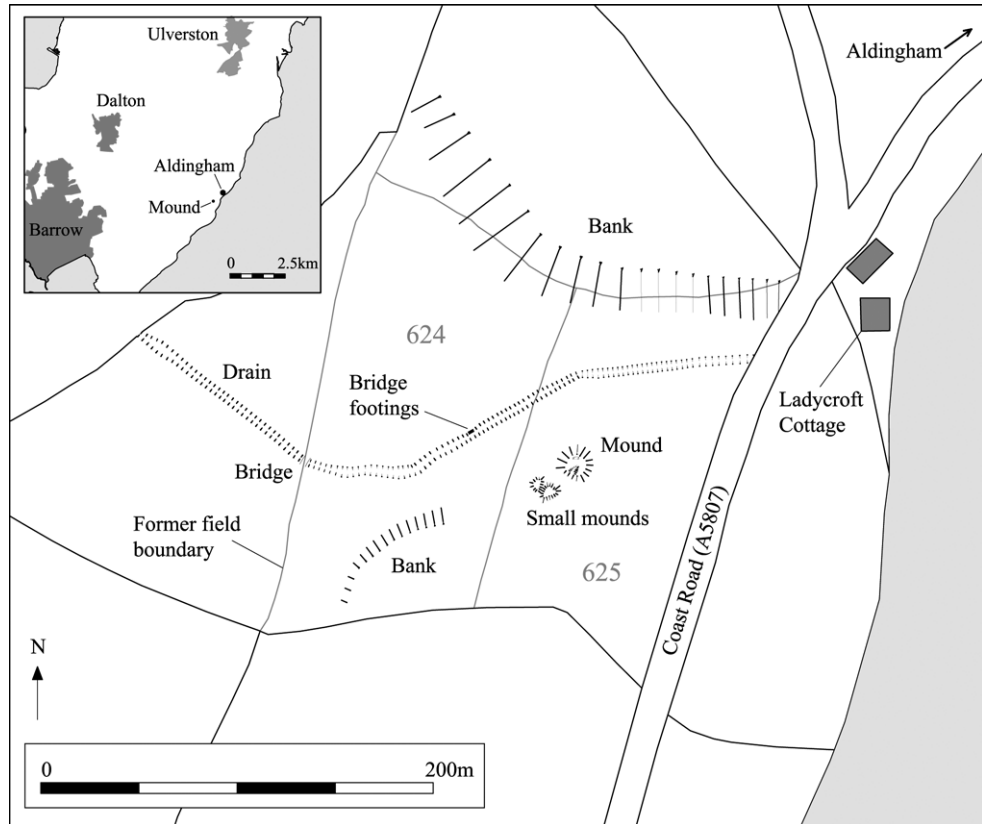 Ulverston
Dalton
Aldingham
Mound
Barrow
0 2.5km
Aldingham
Bank
624
Drain
Bridge
footings
Ladycroft
Cottage
Bridge
Mound
Small mounds
Former field
boundary
Bank
625
Coast Road (A5807)
N
0 200m